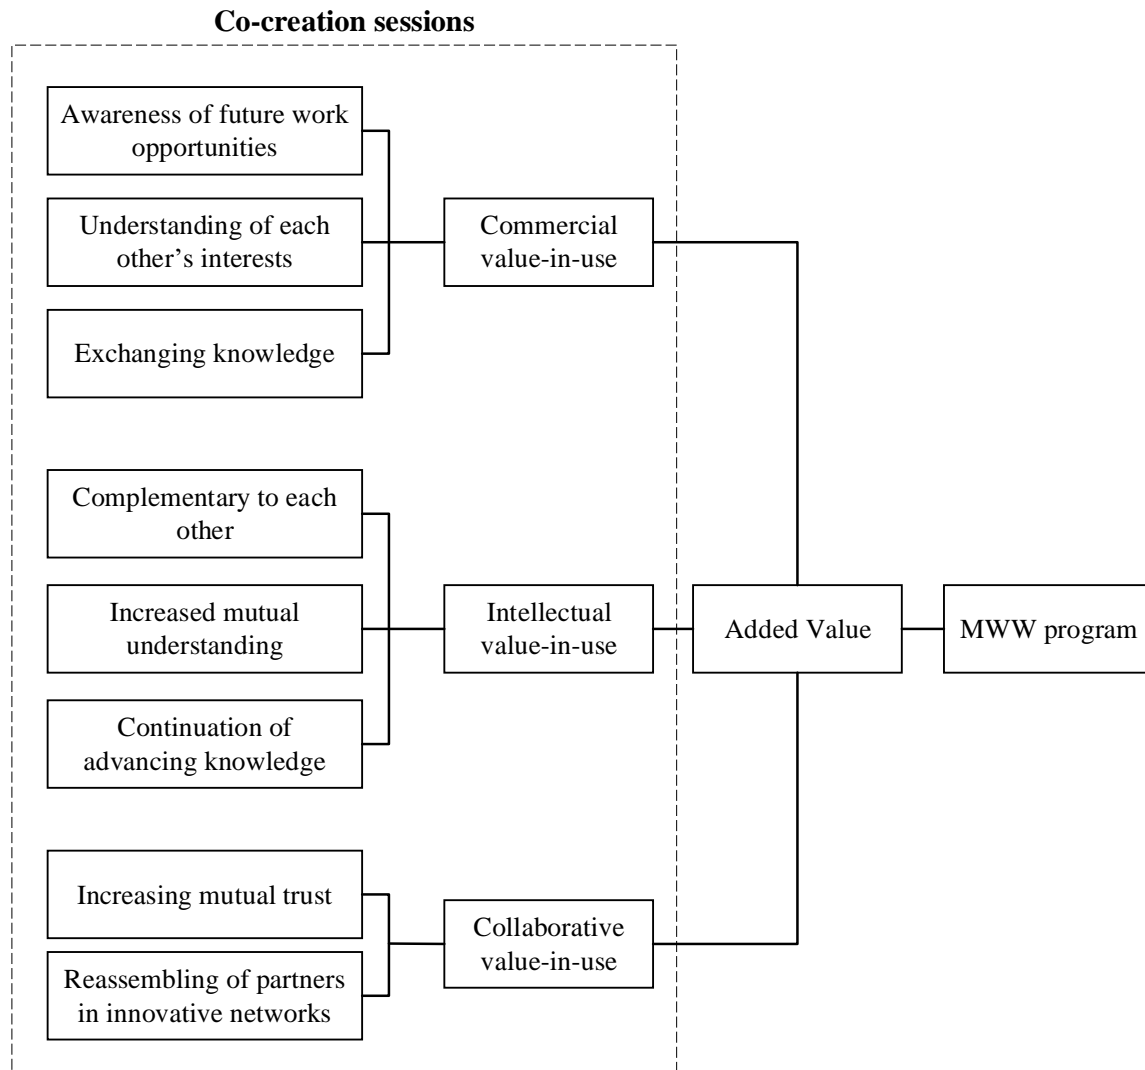 Co-creation sessions
Awareness of future work
opportunities
Understanding of each
other’s interests
Exchanging knowledge
Commercial
value-in-use
Complementary to each
other
Increased mutual
understanding
Continuation of
advancing knowledge
Intellectual
value-in-use
Added Value
MWW program
Increasing mutual trust
Reassembling of partners
in innovative networks
Collaborative
value-in-use